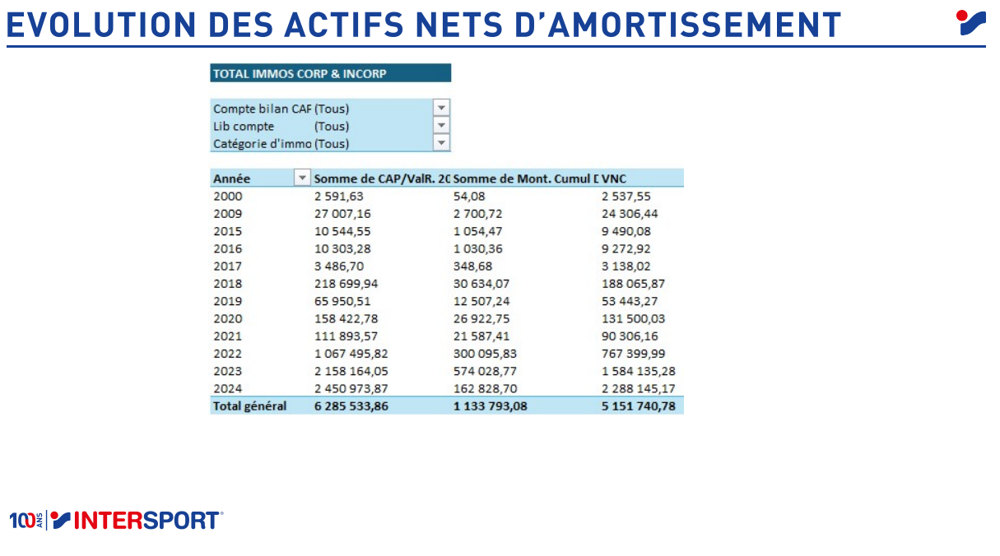 EVOLUTION DES ACTIFS NETS D'AMORTISSEMENT
TOTAL IMMOS CORP & INCORP
Compte bilan CAF (Tous)
Lib compte (Tous)
Catégorie d'immo (Tous)
Année Somme de CAP/ValR. 20 Somme de Mont. Cumul D VNC
2000 2 591,63 54,08 2 537,55
2009 27 007,16 2 700,72 24 306,44
2015 10 544,55 1 054,47 9 490,08
2016 10 303,28 1 030,36 9 272,92
2017 3 486,70 348,68 3 138,02
2018 218 699,94 30 634,07 188 065,87
2019 65 950,51 12 507,24 53 443,27
2020 158 422,78 26 922,75 131 500,03
2021 111 893,57 21 587,41 90 306,16
2022 1 067 495,82 300 095,83 767 399,99
2023 2 158 164,05 574 028,77 1 584 135,28
2024 2 450 973,87 162 828,70 2 288 145,17
Total général 6 285 533,86 1 133 793,08 5 151 740,78
100 ANS INTERSPORT®